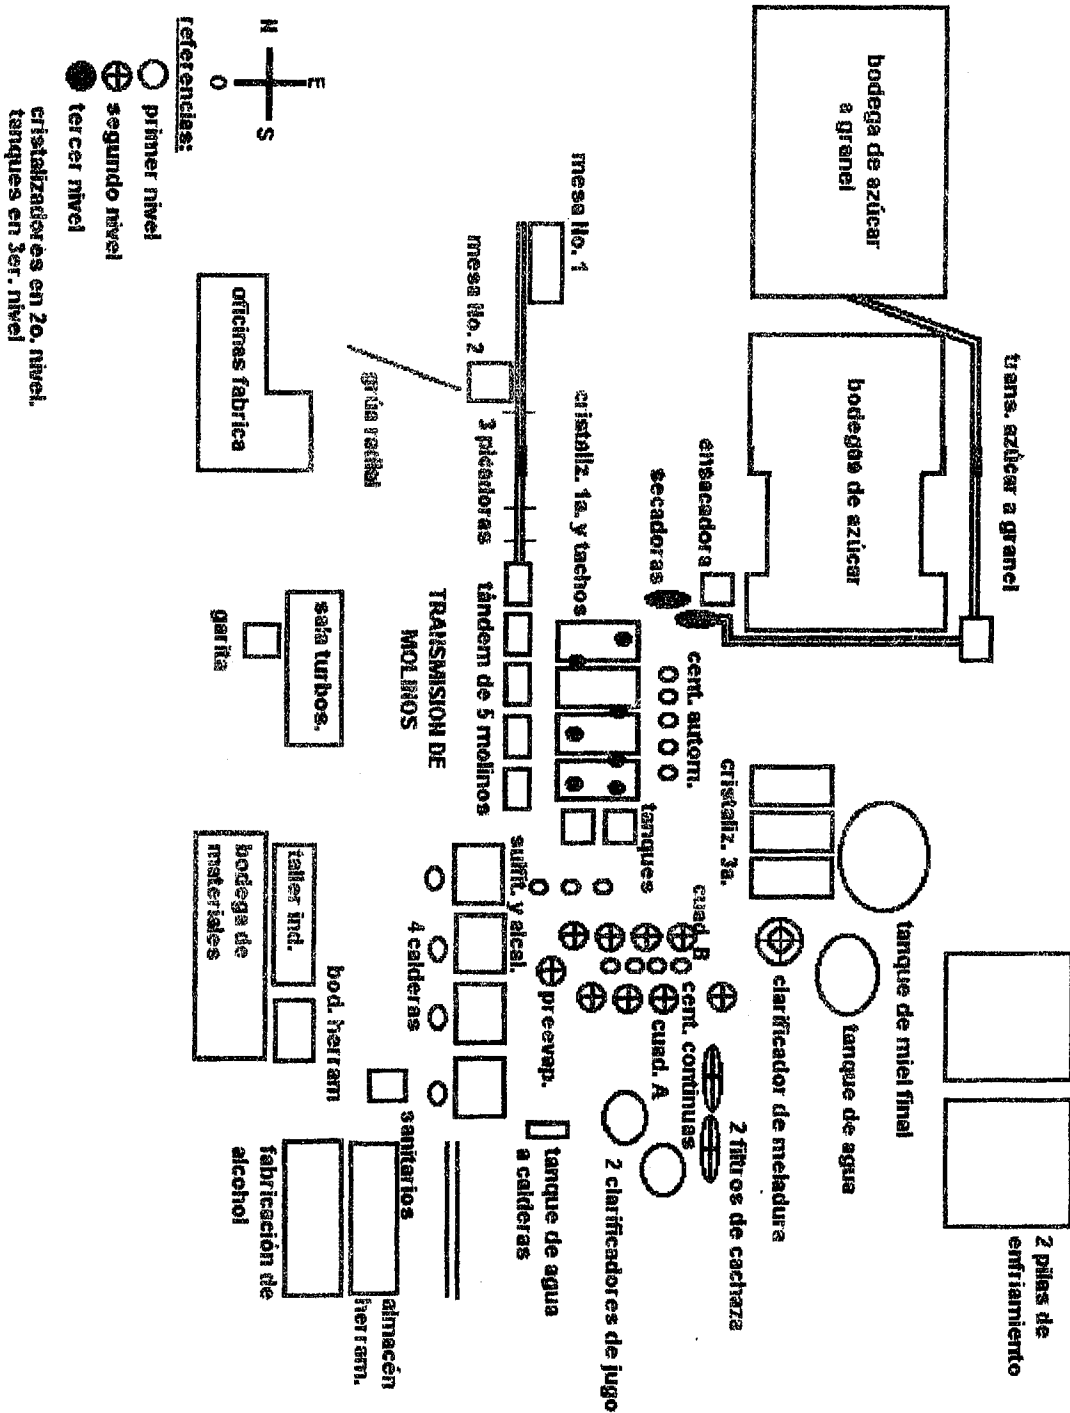 bodega de azúcar
a granel
trans. azúcar a granel
bodegas de azúcar
2 pilas de
enfriamiento
tanque de miel final
tanque de agua
clarificador de meladura
cristaliz. 3a.
2 filtros de cachaza
ensacadora
secadoras
cent. autom.
cuad. B
cent. continuas
cuad. A
2 clarificadores de jugo
mesa No. 1
cristaliz. 1a. y tachos
tanques
sulfit. y alcal.
preevap.
tanque de agua
a calderas
mesa No. 2
3 picadoras
tándem de 5 molinos
TRANSMISION DE
MOLINOS
4 calderas
grúa radial
sanitarios
almacén
herram.
oficinas fabrica
sala turbos.
garita
taller ind.
bod. herram
bodega de
materiales
fabricación de
alcohol
N
E
S
O
referencias:
primer nivel
segundo nivel
tercer nivel
cristalizadores en 2o. nivel.
tanques en 3er. nivel